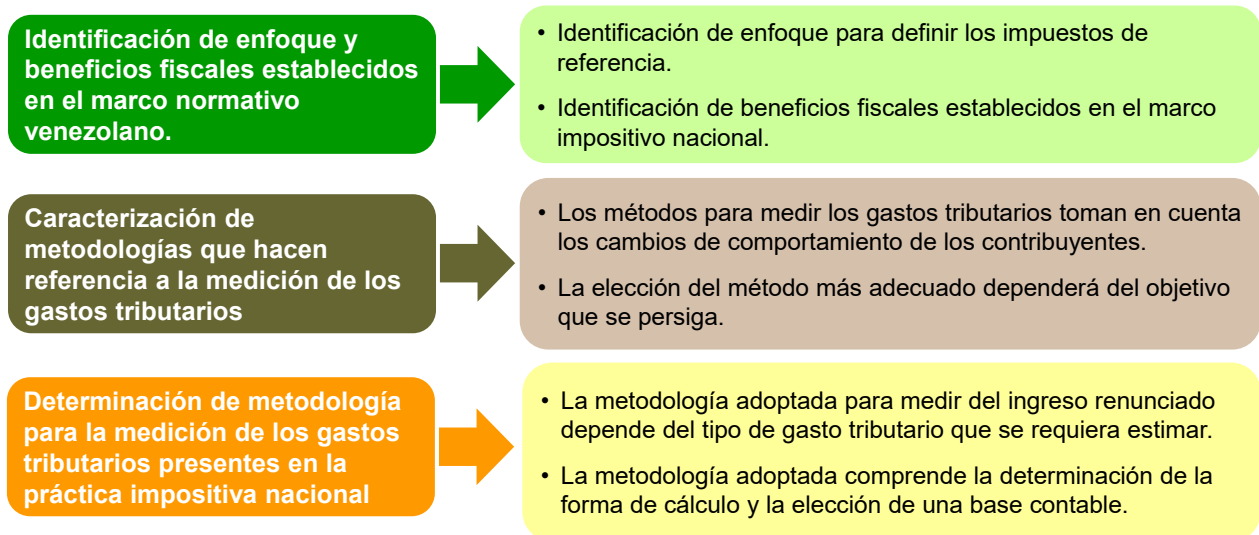 Identificación de enfoque y
beneficios fiscales establecidos
en el marco normativo
venezolano.
• Identificación de enfoque para definir los impuestos de
referencia.
• Identificación de beneficios fiscales establecidos en el marco
impositivo nacional.
Caracterización de
metodologías que hacen
referencia a la medición de los
gastos tributarios
• Los métodos para medir los gastos tributarios toman en cuenta
los cambios de comportamiento de los contribuyentes.
• La elección del método más adecuado dependerá del objetivo
que se persiga.
Determinación de metodología
para la medición de los gastos
tributarios presentes en la
práctica impositiva nacional
• La metodología adoptada para medir del ingreso renunciado
depende del tipo de gasto tributario que se requiera estimar.
• La metodología adoptada comprende la determinación de la
forma de cálculo y la elección de una base contable.